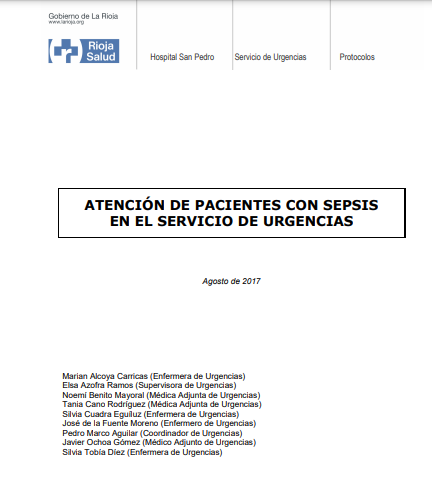 Gobierno de La Rioja
www.larioja.org
Rioja
Salud
Hospital San Pedro Servicio de Urgencias Protocolos
ATENCIÓN DE PACIENTES CON SEPSIS
EN EL SERVICIO DE URGENCIAS
Agosto de 2017
Marian Alcoya Carricas (Enfermera de Urgencias)
Elsa Azofra Ramos (Supervisora de Urgencias)
Noemí Benito Mayoral (Médica Adjunta de Urgencias)
Tania Cano Rodríguez (Médica Adjunta de Urgencias)
Silvia Cuadra Eguíluz (Enfermera de Urgencias)
José de la Fuente Moreno (Enfermero de Urgencias)
Pedro Marco Aguilar (Coordinador de Urgencias)
Javier Ochoa Gómez (Médico Adjunto de Urgencias)
Silvia Tobía Díez (Enfermera de Urgencias)